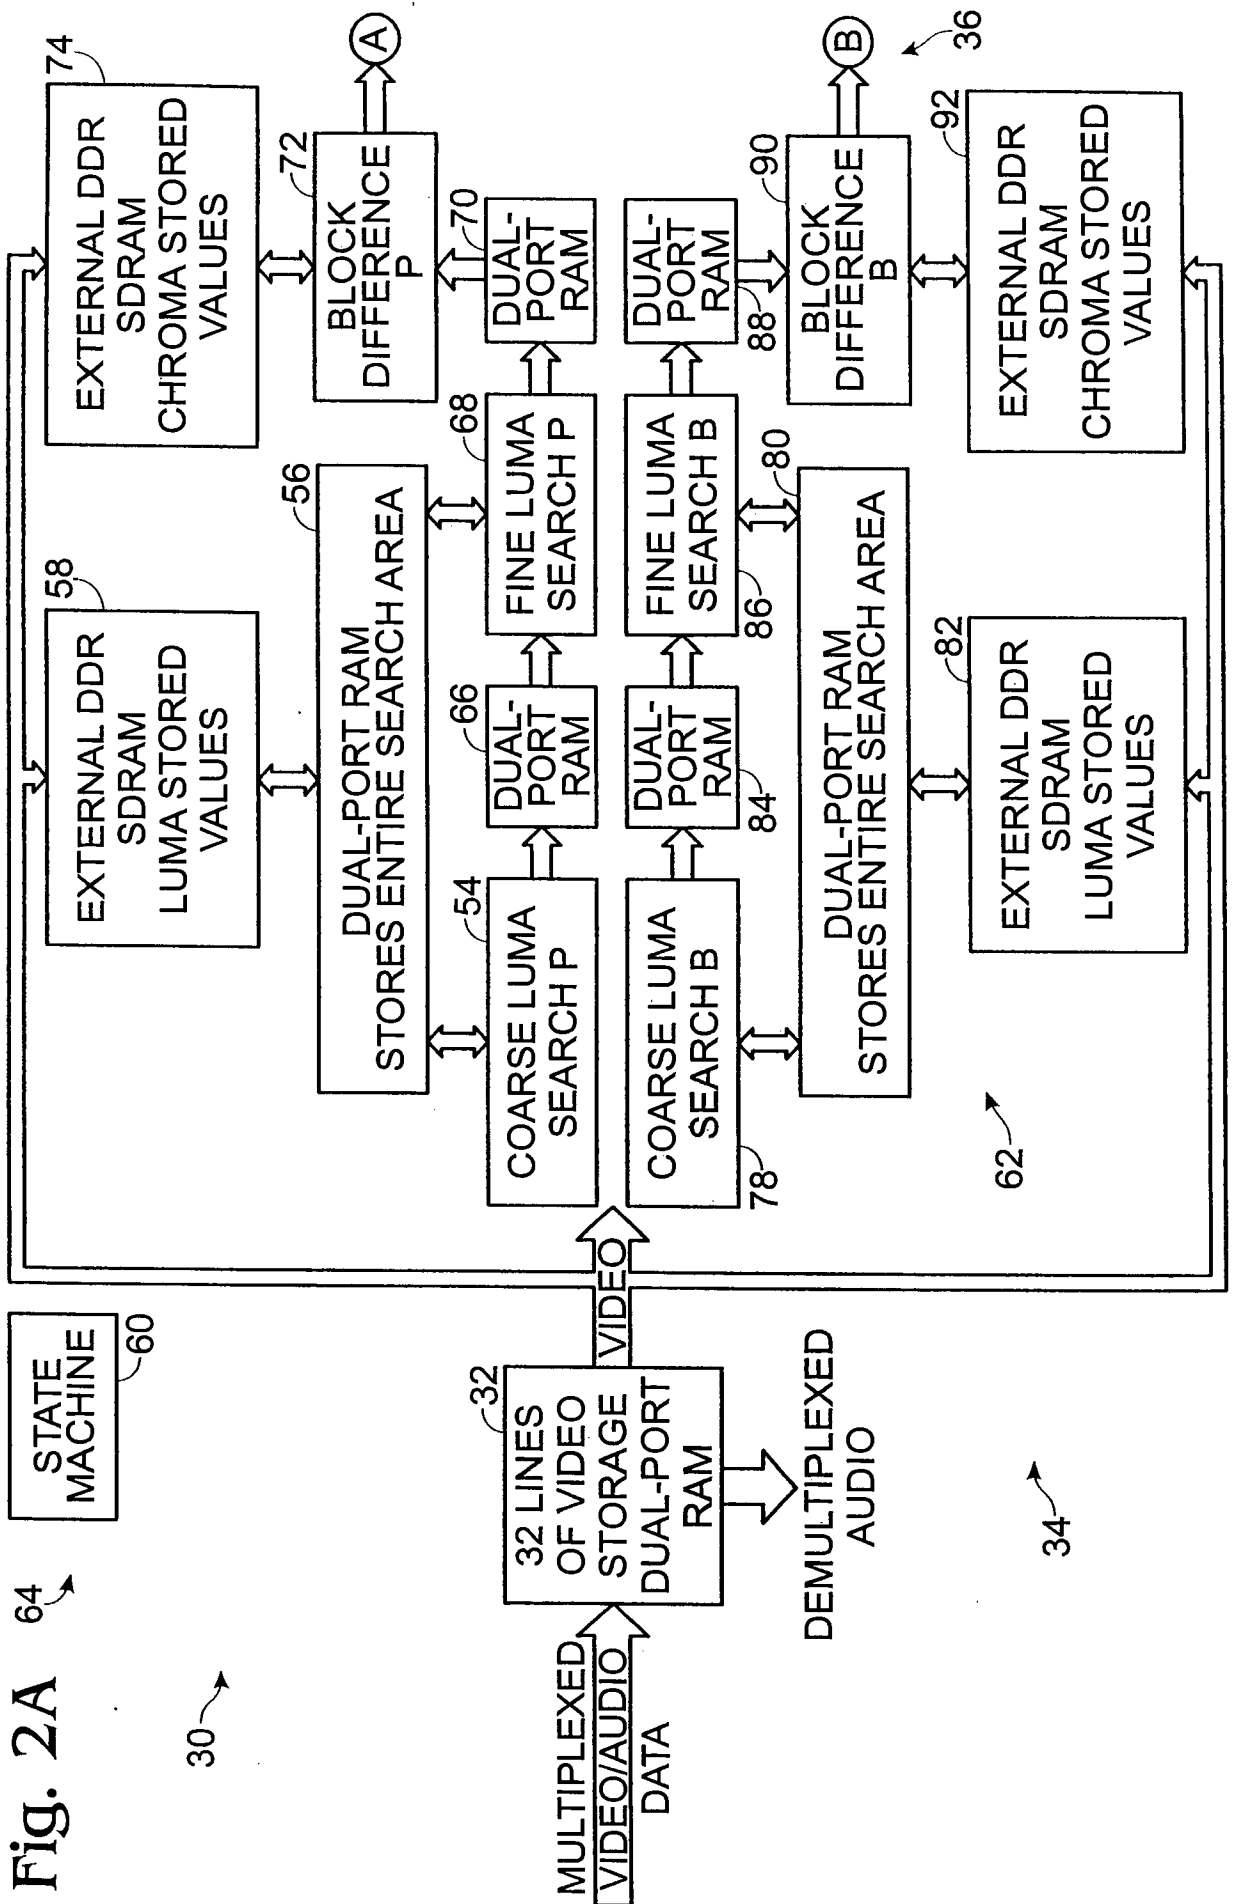 Fig. 2A
64
30
STATE
MACHINE
60
MULTIPLEXED
VIDEO/AUDIO
DATA
32 LINES
OF VIDEO
STORAGE
DUAL-PORT
RAM
32
VIDEO
DEMULTIPLEXED
AUDIO
34
EXTERNAL DDR
SDRAM
LUMA STORED
VALUES
58
EXTERNAL DDR
SDRAM
CHROMA STORED
VALUES
74
DUAL-PORT RAM
STORES ENTIRE SEARCH AREA
56
BLOCK
DIFFERENCE
P
72
A
COARSE LUMA
SEARCH P
54
DUAL-
PORT
RAM
66
FINE LUMA
SEARCH P
68
DUAL-
PORT
RAM
70
COARSE LUMA
SEARCH B
78
DUAL-
PORT
RAM
84
FINE LUMA
SEARCH B
86
DUAL-
PORT
RAM
88
DUAL-PORT RAM
STORES ENTIRE SEARCH AREA
80
BLOCK
DIFFERENCE
B
90
B
36
62
EXTERNAL DDR
SDRAM
LUMA STORED
VALUES
82
EXTERNAL DDR
SDRAM
CHROMA STORED
VALUES
92